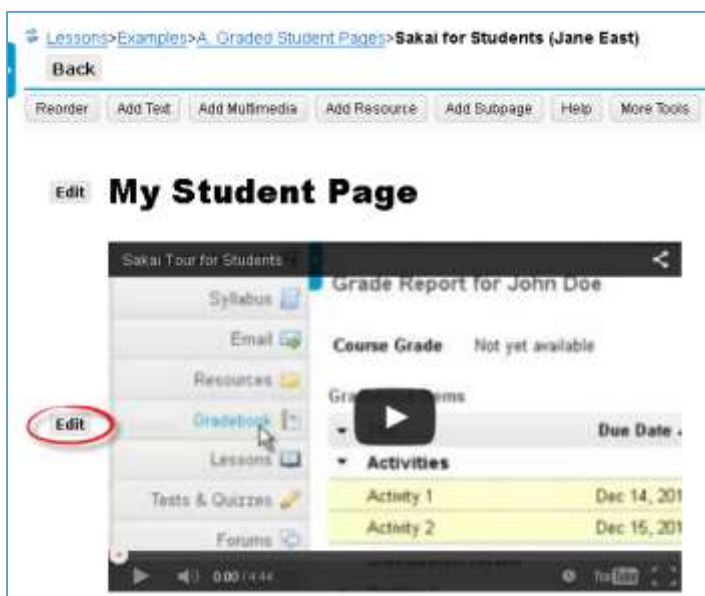 Lessons>Examples>A. Graded Student Pages>Sakai for Students (Jane East)
Back
Reorder Add Text Add Multimedia Add Resource Add Subpage Help More Tools
Edit My Student Page
Sakai Tour for Students
Grade Report for John Doe
Syllabus
Email
Course Grade Not yet available
Resources
Edit
Gradebook
Due Date
Lessons
Activities
Tests & Quizzes
Activity 1 Dec 14, 201
Activity 2 Dec 15, 201
Forums
0:00 / 4:44
YouTube